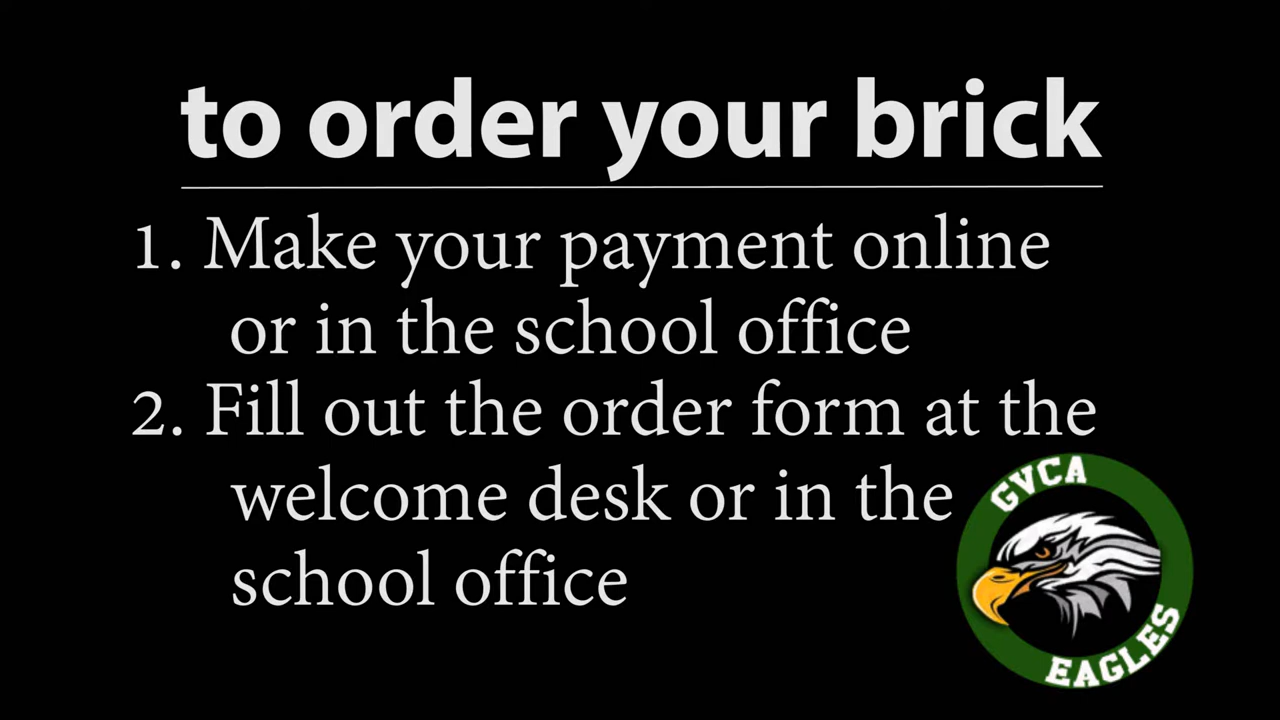 to order your brick
1. Make your payment online
or in the school office
2. Fill out the order form at the
welcome desk or in the
school office
GVCA
EAGLES